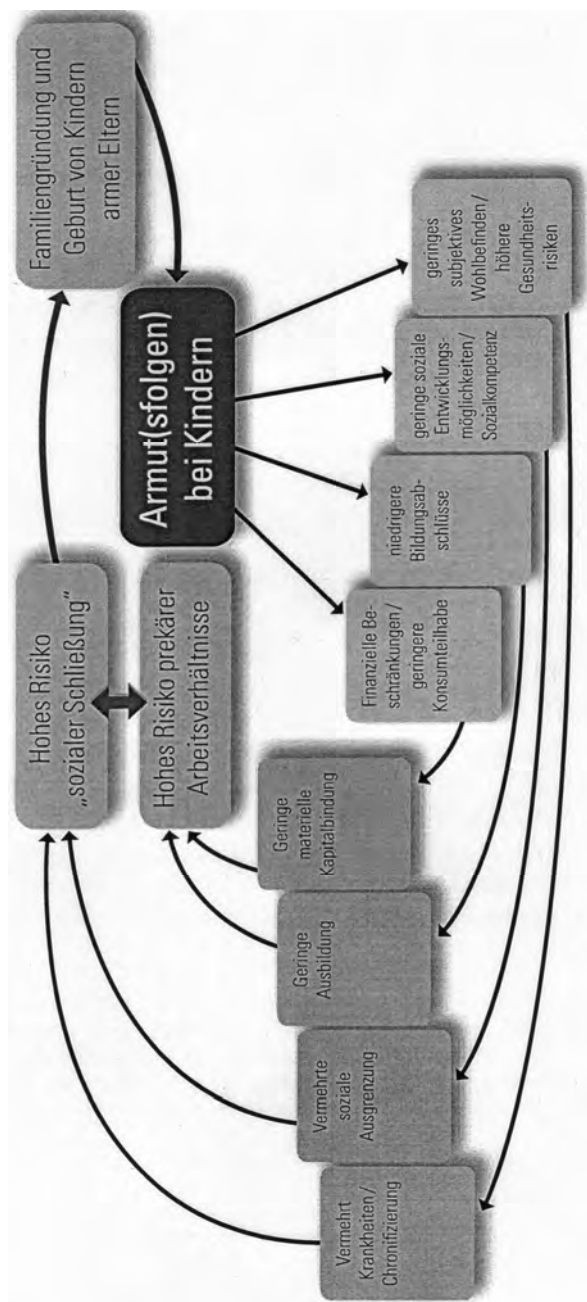 Hohes Risiko
„sozialer Schließung“
Familiengründung und
Geburt von Kindern
armer Eltern
Hohes Risiko prekärer
Arbeitsverhältnisse
Armut(sfolgen)
bei Kindern
Vermehrt
Krankheiten/
Chronifizierung
Vermehrte
soziale
Ausgrenzung
Geringe
Ausbildung
Geringe
materielle
Kapitalbindung
Finanzielle Be-
schränkungen/
geringere
Konsumteilhabe
niedrigere
Bildungsab-
schlüsse
geringe soziale
Entwicklungs-
möglichkeiten/
Sozialkompetenz
geringes
subjektives
Wohlbefinden/
höhere
Gesundheits-
risiken